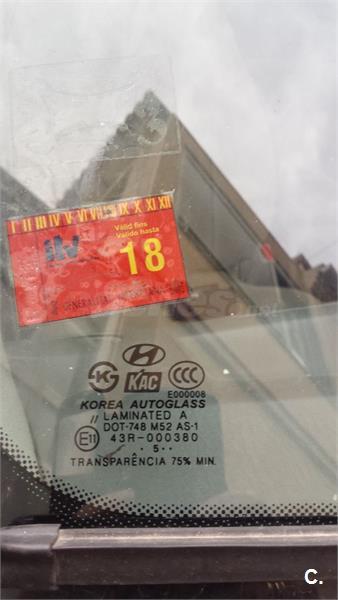 I II III IV V VI VII VIII IX X XI XII
Vàlid fins
Válido hasta
itv
18
KAC
CCC
E000008
KOREA AUTOGLASS
// LAMINATED A
DOT-748 M52 AS-1
E11 43R-000380
· 5 ··
TRANSPARÊNCIA 75% MIN.
C.